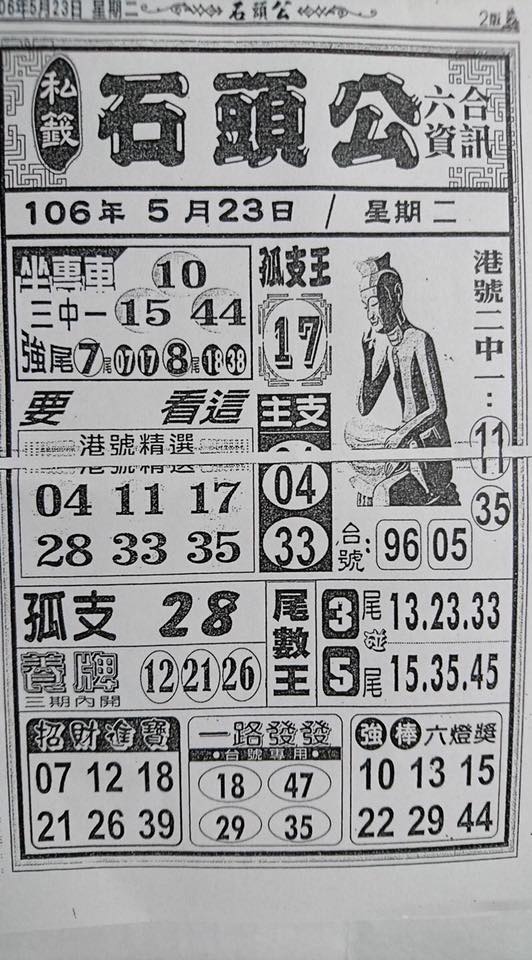 06年5月23日 星期二
石頭公
2版
私籤
石頭公
六合資訊
106年 5月23日 / 星期二
坐專車
三中一
10
15 44
強尾 7尾 07 17 8尾 18 38
孤支王
17
港號二中一:
11
35
要看這
港號精選
04 11 17
28 33 35
主支
04
33
台號: 96 05
孤支 28
養牌
三期內開
12 21 26
尾數王
3尾 13.23.33
碰
5尾 15.35.45
招財進寶
07 12 18
21 26 39
一路發發
•台號專用•
18 47
29 35
強棒六燈獎
10 13 15
22 29 44